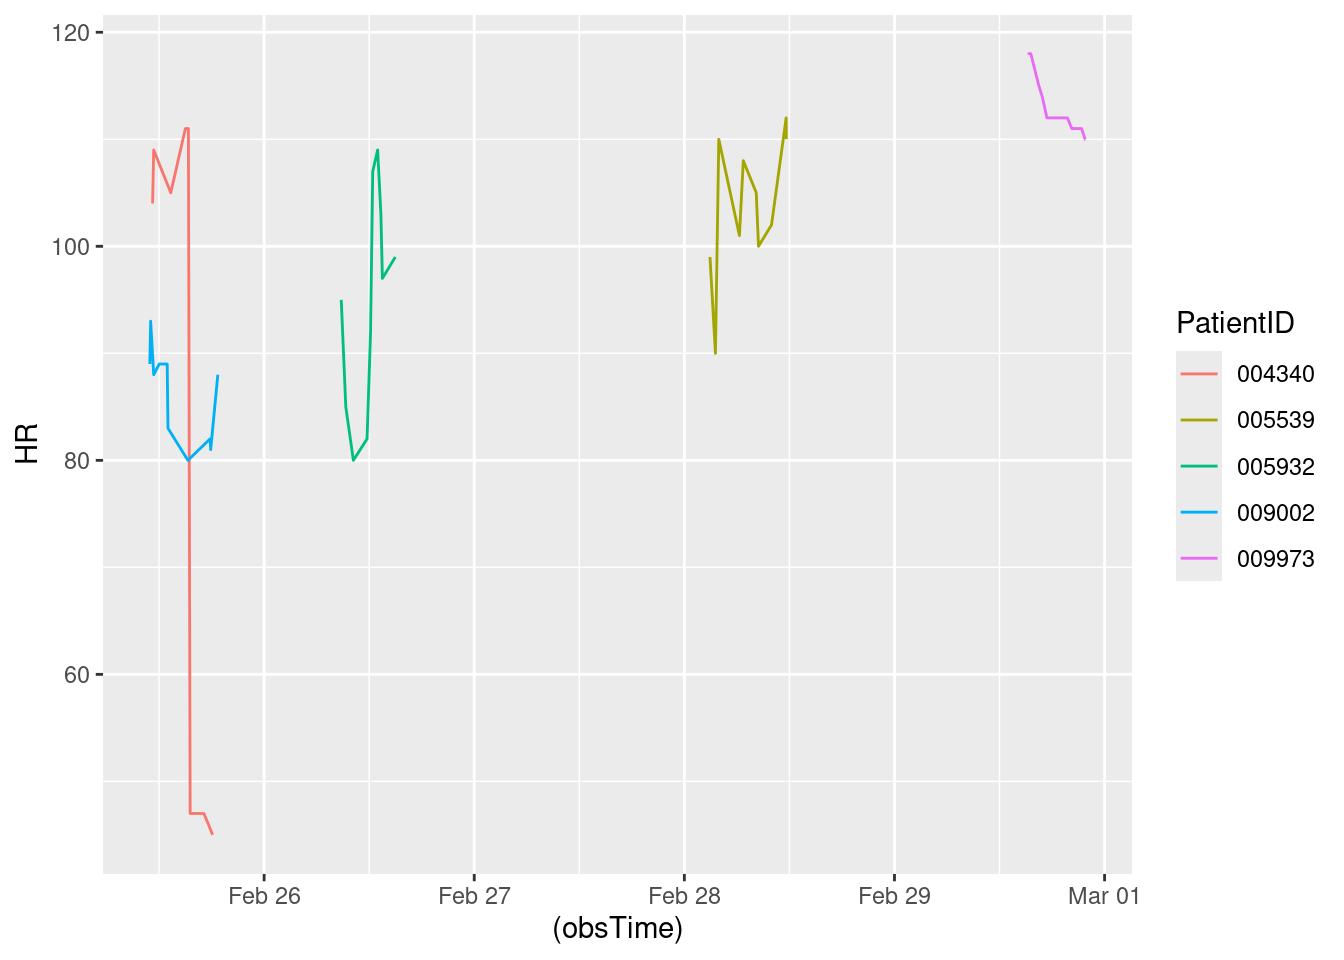 120
100
80
60
HR
Feb 26
Feb 27
Feb 28
Feb 29
Mar 01
(obsTime)
PatientID
004340
005539
005932
009002
009973